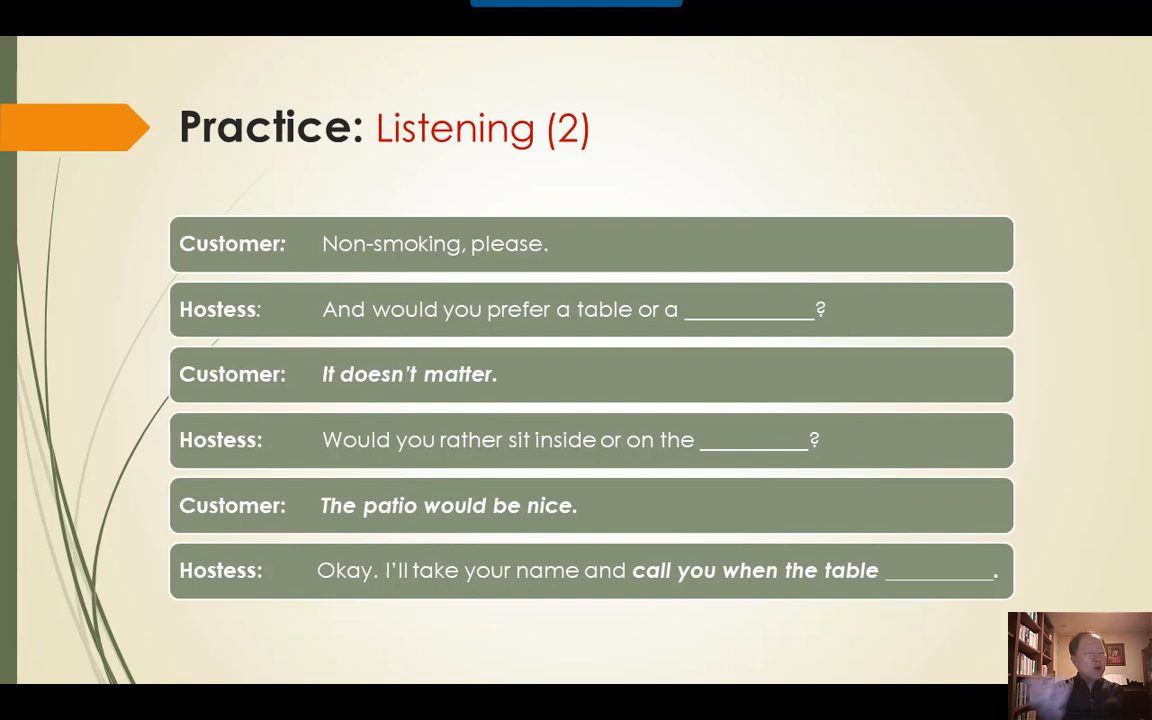 Practice: Listening (2)
Customer: Non-smoking, please.
Hostess: And would you prefer a table or a ____________?
Customer: It doesn’t matter.
Hostess: Would you rather sit inside or on the __________?
Customer: The patio would be nice.
Hostess: Okay. I’ll take your name and call you when the table __________.